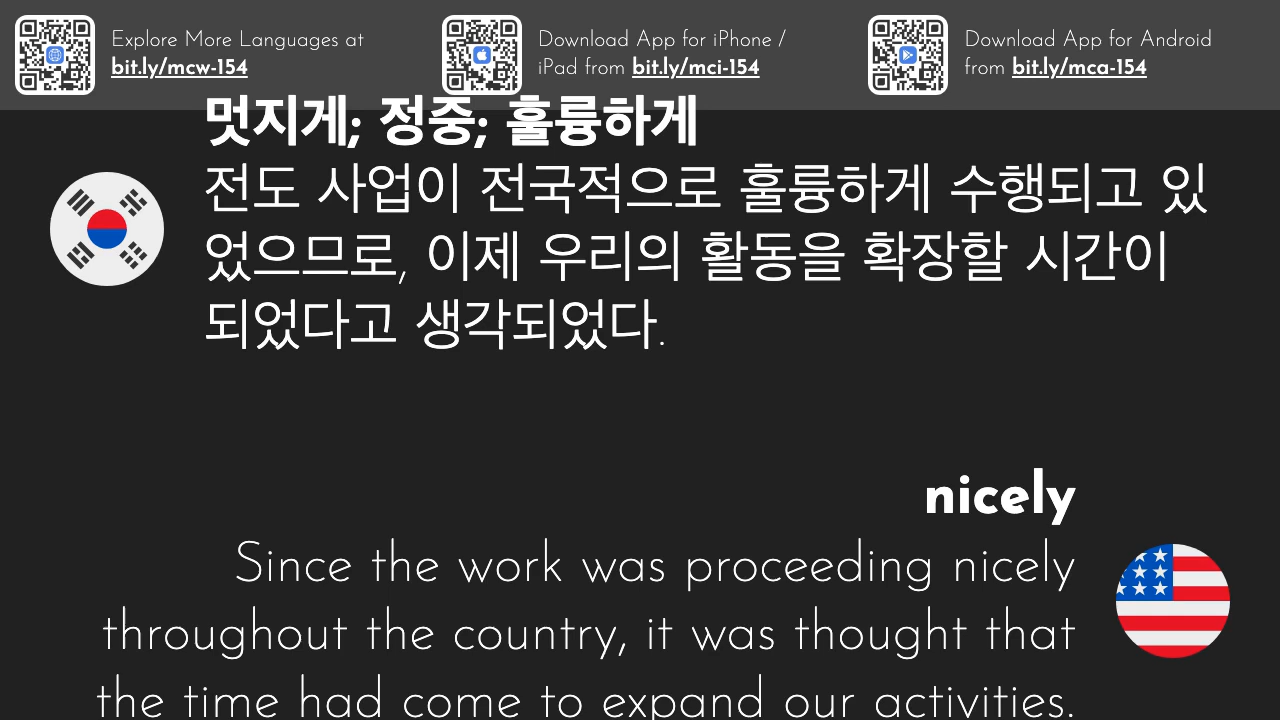 Explore More Languages at
bit.ly/mcw-154
Download App for iPhone /
iPad from bit.ly/mci-154
Download App for Android
from bit.ly/mca-154
멋지게; 정중; 훌륭하게
전도 사업이 전국적으로 훌륭하게 수행되고 있
었으므로, 이제 우리의 활동을 확장할 시간이
되었다고 생각되었다.
nicely
Since the work was proceeding nicely
throughout the country, it was thought that
the time had come to expand our activities.